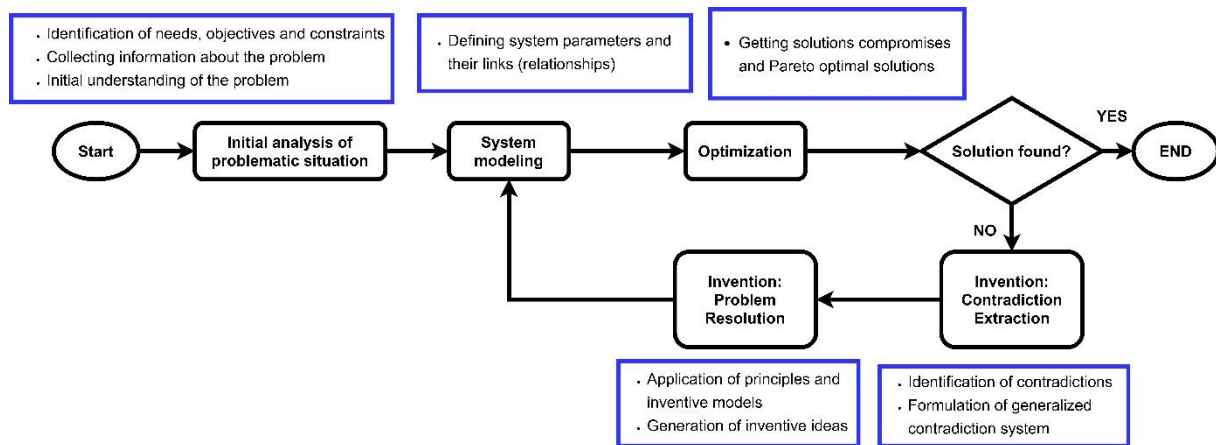 • Identification of needs, objectives and constraints
• Collecting information about the problem
• Initial understanding of the problem
• Defining system parameters and
their links (relationships)
• Getting solutions compromises
and Pareto optimal solutions
Start
Initial analysis of
problematic situation
System
modeling
Optimization
Solution found?
YES
END
NO
Invention:
Problem
Resolution
Invention:
Contradiction
Extraction
• Application of principles and
inventive models
• Generation of inventive ideas
• Identification of contradictions
• Formulation of generalized
contradiction system